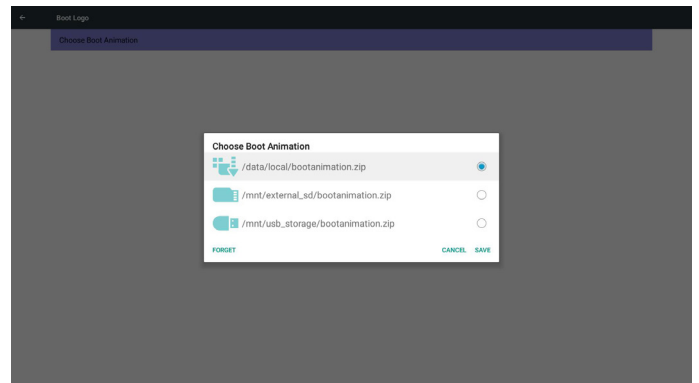 Boot Logo
Choose Boot Animation
Choose Boot Animation
/data/local/bootanimation.zip
/mnt/external_sd/bootanimation.zip
/mnt/usb_storage/bootanimation.zip
FORGET CANCEL SAVE